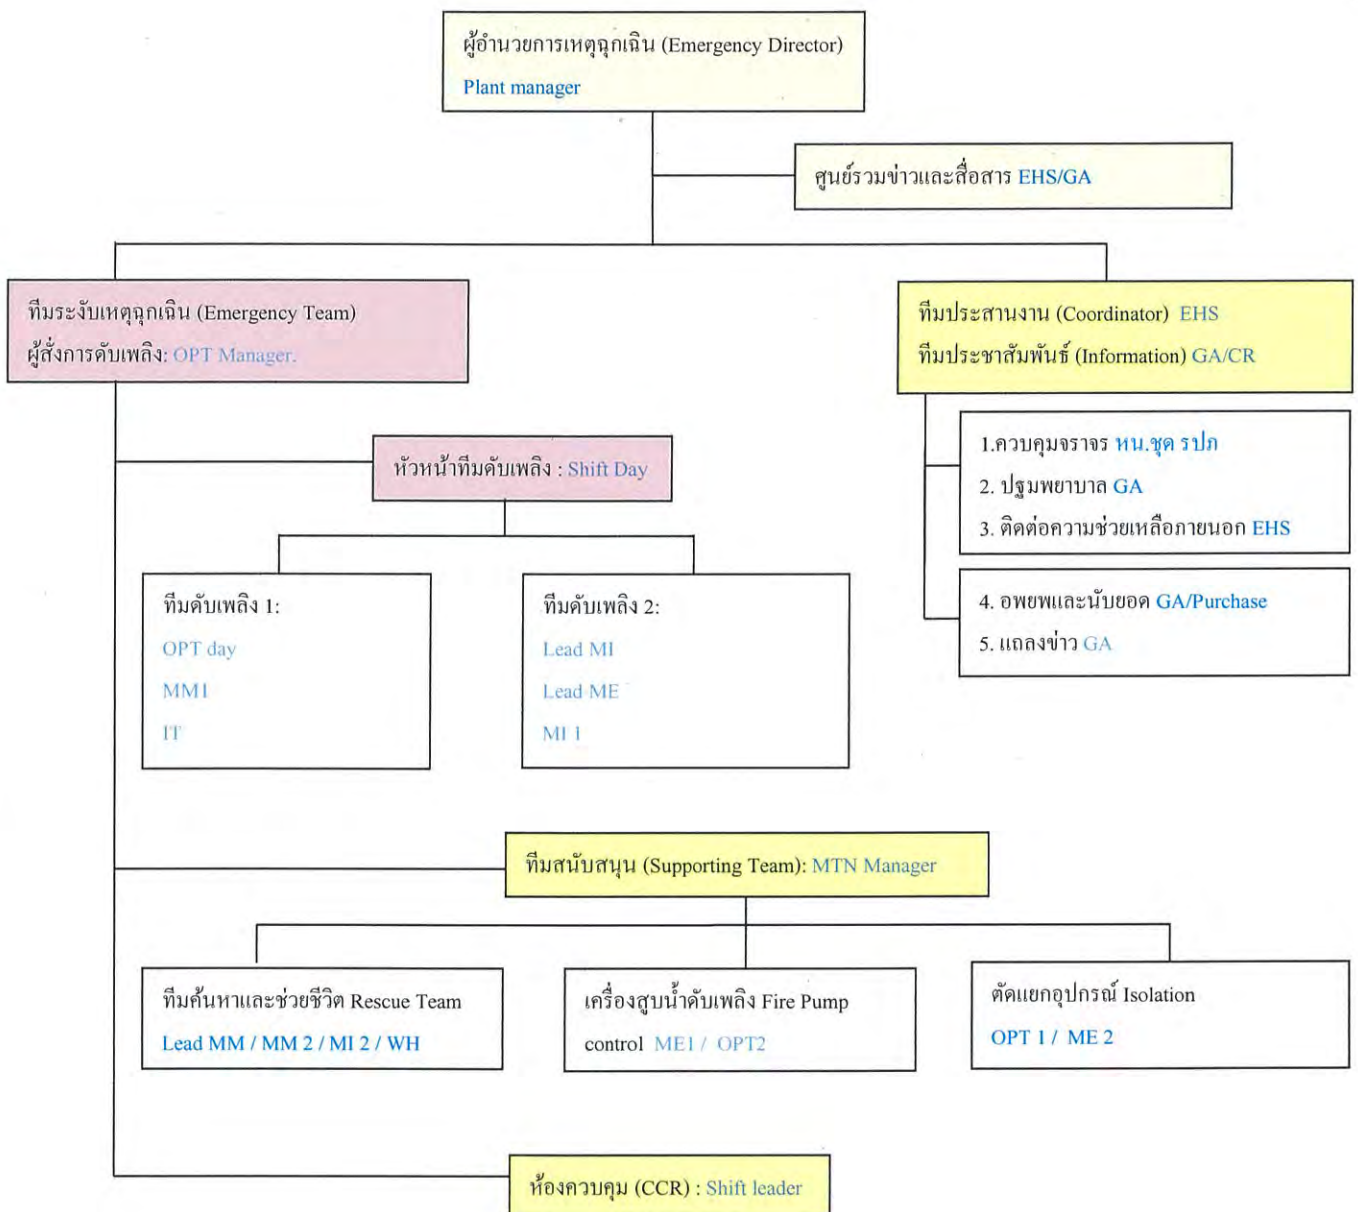 ผู้อำนวยการเหตุฉุกเฉิน (Emergency Director)
Plant manager
ศูนย์รวมข่าวและสื่อสาร EHS/GA
ทีมระงับเหตุฉุกเฉิน (Emergency Team)
ผู้สั่งการดับเพลิง: OPT Manager.
ทีมประสานงาน (Coordinator) EHS
ทีมประชาสัมพันธ์ (Information) GA/CR
หัวหน้าทีมดับเพลิง : Shift Day
1.ควบคุมจราจร หน.ชุด รปภ
2. ปฐมพยาบาล GA
3. ติดต่อความช่วยเหลือภายนอก EHS
4. อพยพและนับยอด GA/Purchase
5. แถลงข่าว GA
ทีมดับเพลิง 1:
OPT day
MM1
IT
ทีมดับเพลิง 2:
Lead MI
Lead ME
MI 1
ทีมสนับสนุน (Supporting Team): MTN Manager
ทีมค้นหาและช่วยชีวิต Rescue Team
Lead MM / MM 2 / MI 2 / WH
เครื่องสูบน้ำดับเพลิง Fire Pump
control ME1 / OPT2
ตัดแยกอุปกรณ์ Isolation
OPT 1 / ME 2
ห้องควบคุม (CCR) : Shift leader